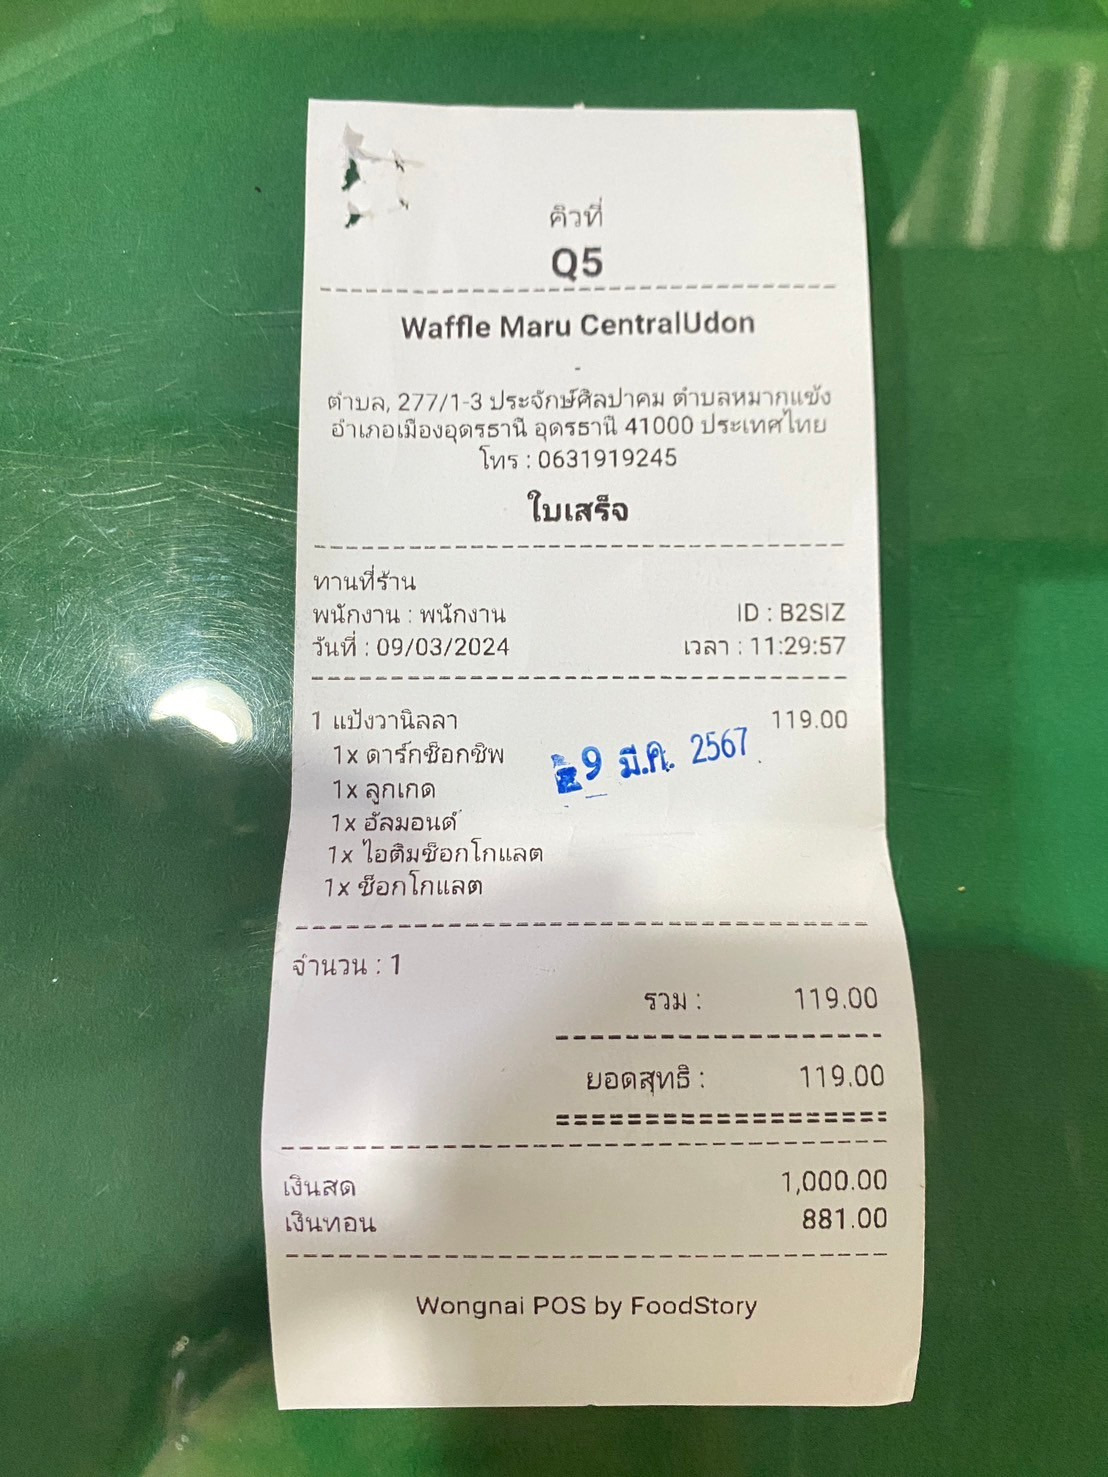 คิวที่
Q5
Waffle Maru CentralUdon
-
ตำบล, 277/1-3 ประจักษ์ศิลปาคม ตำบลหมากแข้ง
อำเภอเมืองอุดรธานี อุดรธานี 41000 ประเทศไทย
โทร : 0631919245
ใบเสร็จ
ทานที่ร้าน
พนักงาน : พนักงาน ID : B2SIZ
วันที่ : 09/03/2024 เวลา : 11:29:57
1 แป้งวานิลลา 119.00
1x ดาร์กช็อกชิพ
9 มี.ค. 2567
1x ลูกเกด
1x อัลมอนด์
1x ไอติมช็อกโกแลต
1x ช็อกโกแลต
จำนวน : 1
รวม : 119.00
ยอดสุทธิ : 119.00
เงินสด 1,000.00
เงินทอน 881.00
Wongnai POS by FoodStory